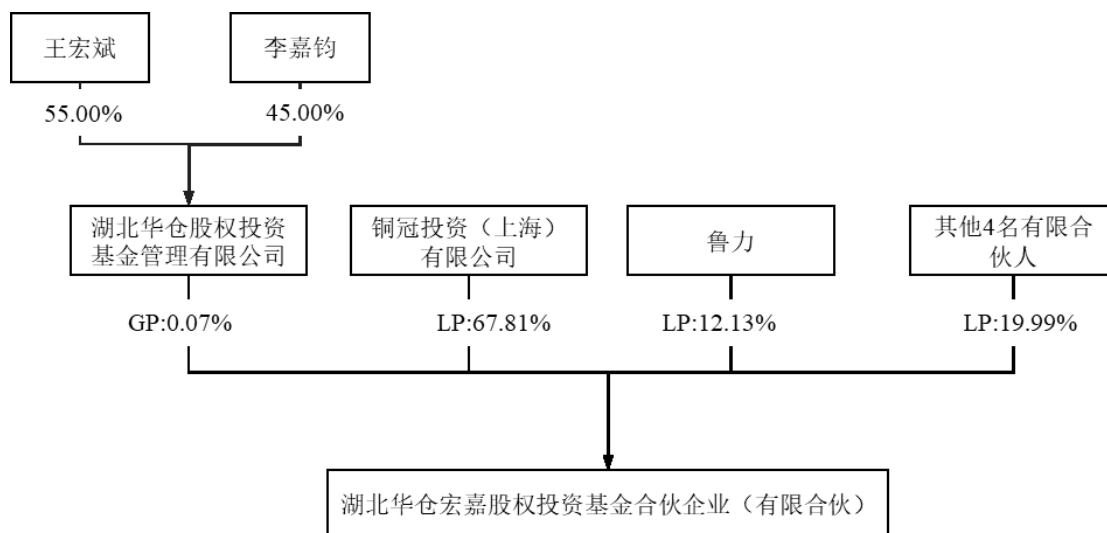 王宏斌
李嘉钧
55.00%
45.00%
湖北华仓股权投资
基金管理有限公司
铜冠投资（上海）
有限公司
鲁力
其他4名有限合
伙人
GP:0.07%
LP:67.81%
LP:12.13%
LP:19.99%
湖北华仓宏嘉股权投资基金合伙企业（有限合伙）